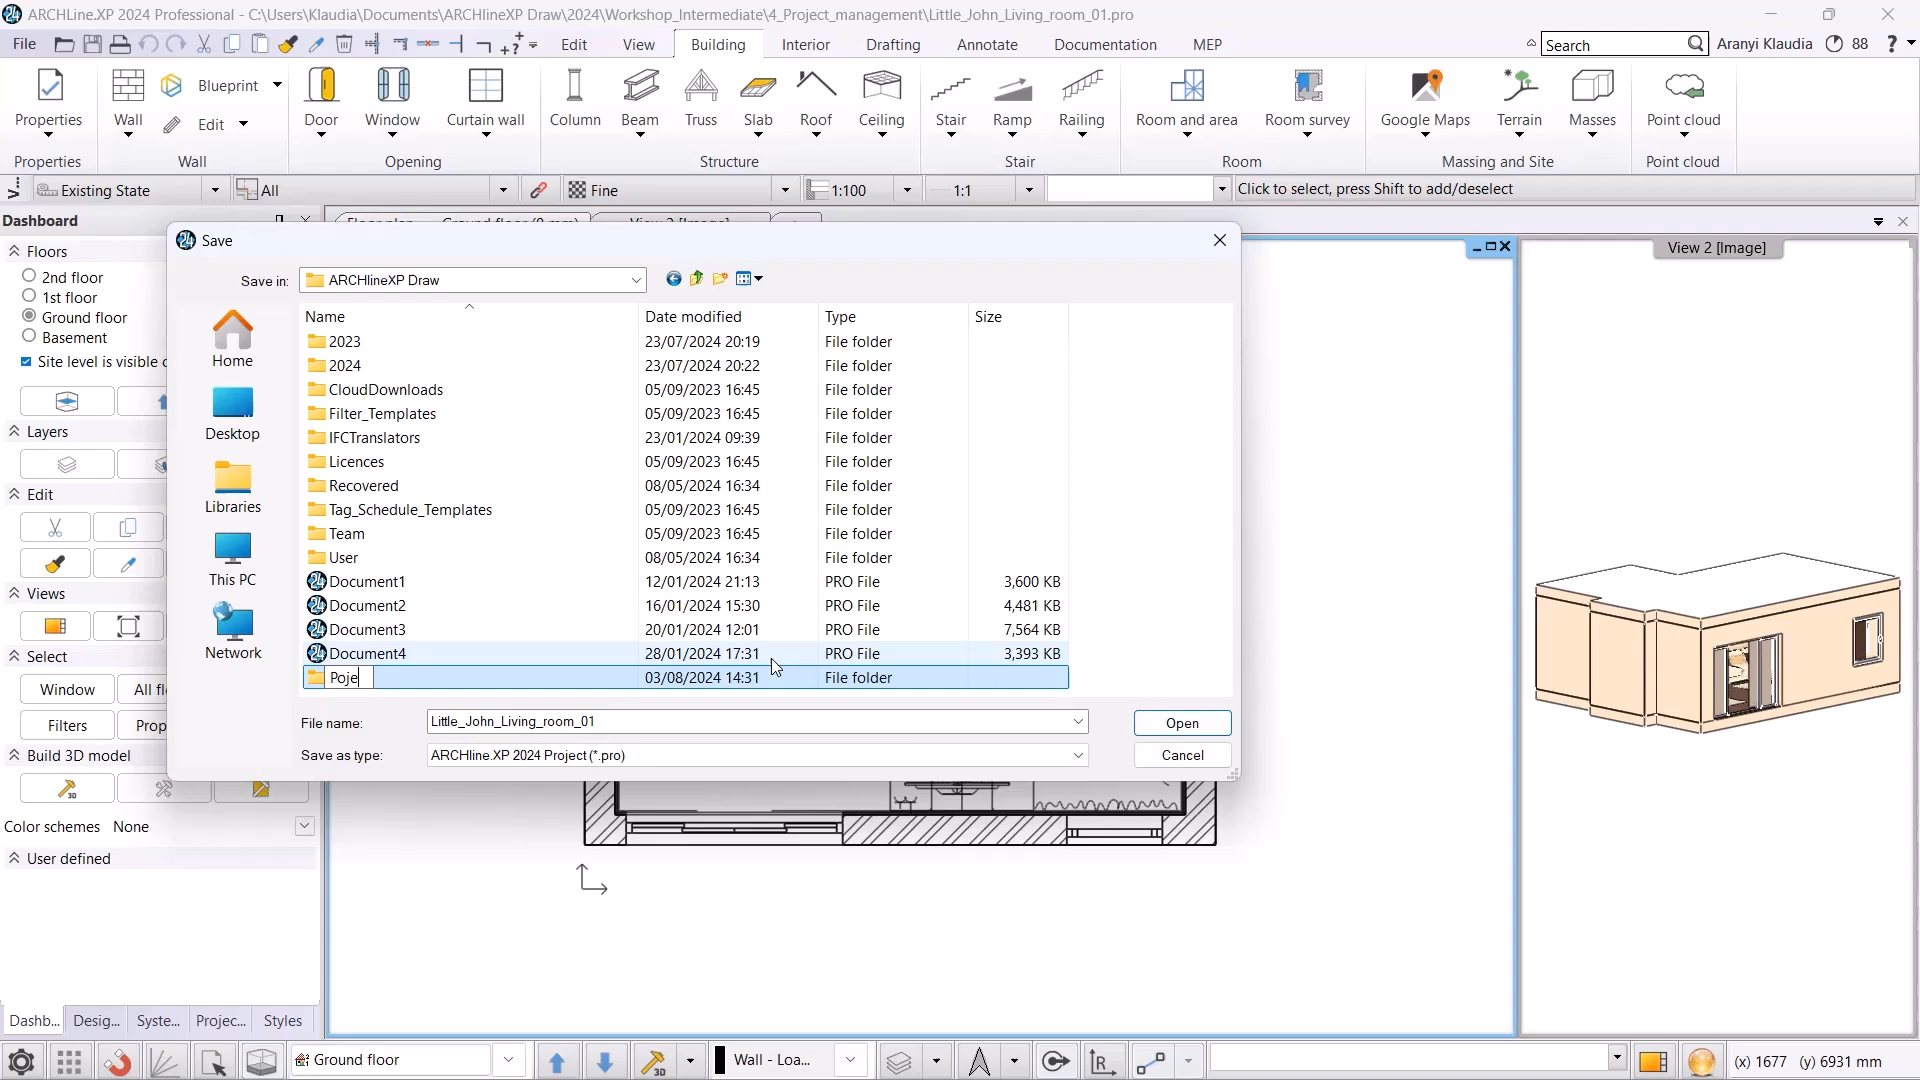 ARCHLine.XP 2024 Professional - C:\Users\Klaudia\Documents\ARCHlineXP Draw\2024\Workshop_Intermediate\4_Project_management\Little_John_Living_room_01.pro
File Edit View Building Interior Drafting Annotate Documentation MEP Search Aranyi Klaudia 88 ?
Properties Wall Blueprint Edit Door Window Curtain wall Column Beam Truss Slab Roof Ceiling Stair Ramp Railing Room and area Room survey Google Maps Terrain Masses Point cloud
Properties Wall Opening Structure Stair Room Massing and Site Point cloud
Existing State All Fine 1:100 1:1 Click to select, press Shift to add/deselect
Dashboard
View 2 [Image]
Floors
2nd floor
1st floor
Ground floor
Basement
Site level is visible
Layers
Edit
Views
Select
Window All fl
Filters Prop
Build 3D model
3D
Color schemes None
User defined
Dashb... Desig... Syste... Projec... Styles
Save
Save in: ARCHlineXP Draw
Home
Desktop
Libraries
This PC
Network
Name Date modified Type Size
2023 23/07/2024 20:19 File folder
2024 23/07/2024 20:22 File folder
CloudDownloads 05/09/2023 16:45 File folder
Filter_Templates 05/09/2023 16:45 File folder
IFCTranslators 23/01/2024 09:39 File folder
Licences 05/09/2023 16:45 File folder
Recovered 08/05/2024 16:34 File folder
Tag_Schedule_Templates 05/09/2023 16:45 File folder
Team 05/09/2023 16:45 File folder
User 08/05/2024 16:34 File folder
Document1 12/01/2024 21:13 PRO File 3,600 KB
Document2 16/01/2024 15:30 PRO File 4,481 KB
Document3 20/01/2024 12:01 PRO File 7,564 KB
Document4 28/01/2024 17:31 PRO File 3,393 KB
Poje 03/08/2024 14:31 File folder
File name: Little_John_Living_room_01 Open
Save as type: ARCHline.XP 2024 Project (*.pro) Cancel
Ground floor 3D Wall - Loa... (x) 1677 (y) 6931 mm